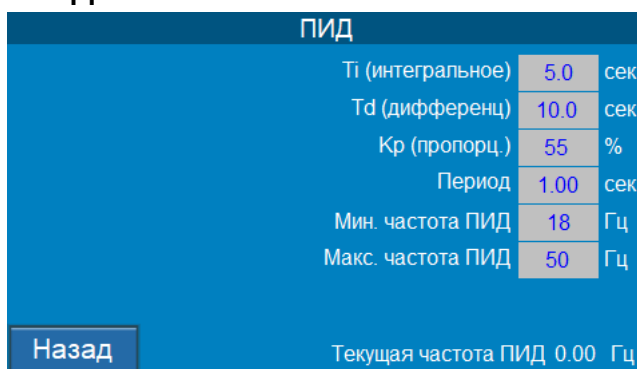 ПИД
Ti (интегральное) 5.0 сек
Td (дифференц) 10.0 сек
Kp (пропорц.) 55 %
Период 1.00 сек
Мин. частота ПИД 18 Гц
Макс. частота ПИД 50 Гц
Назад Текущая частота ПИД 0.00 Гц